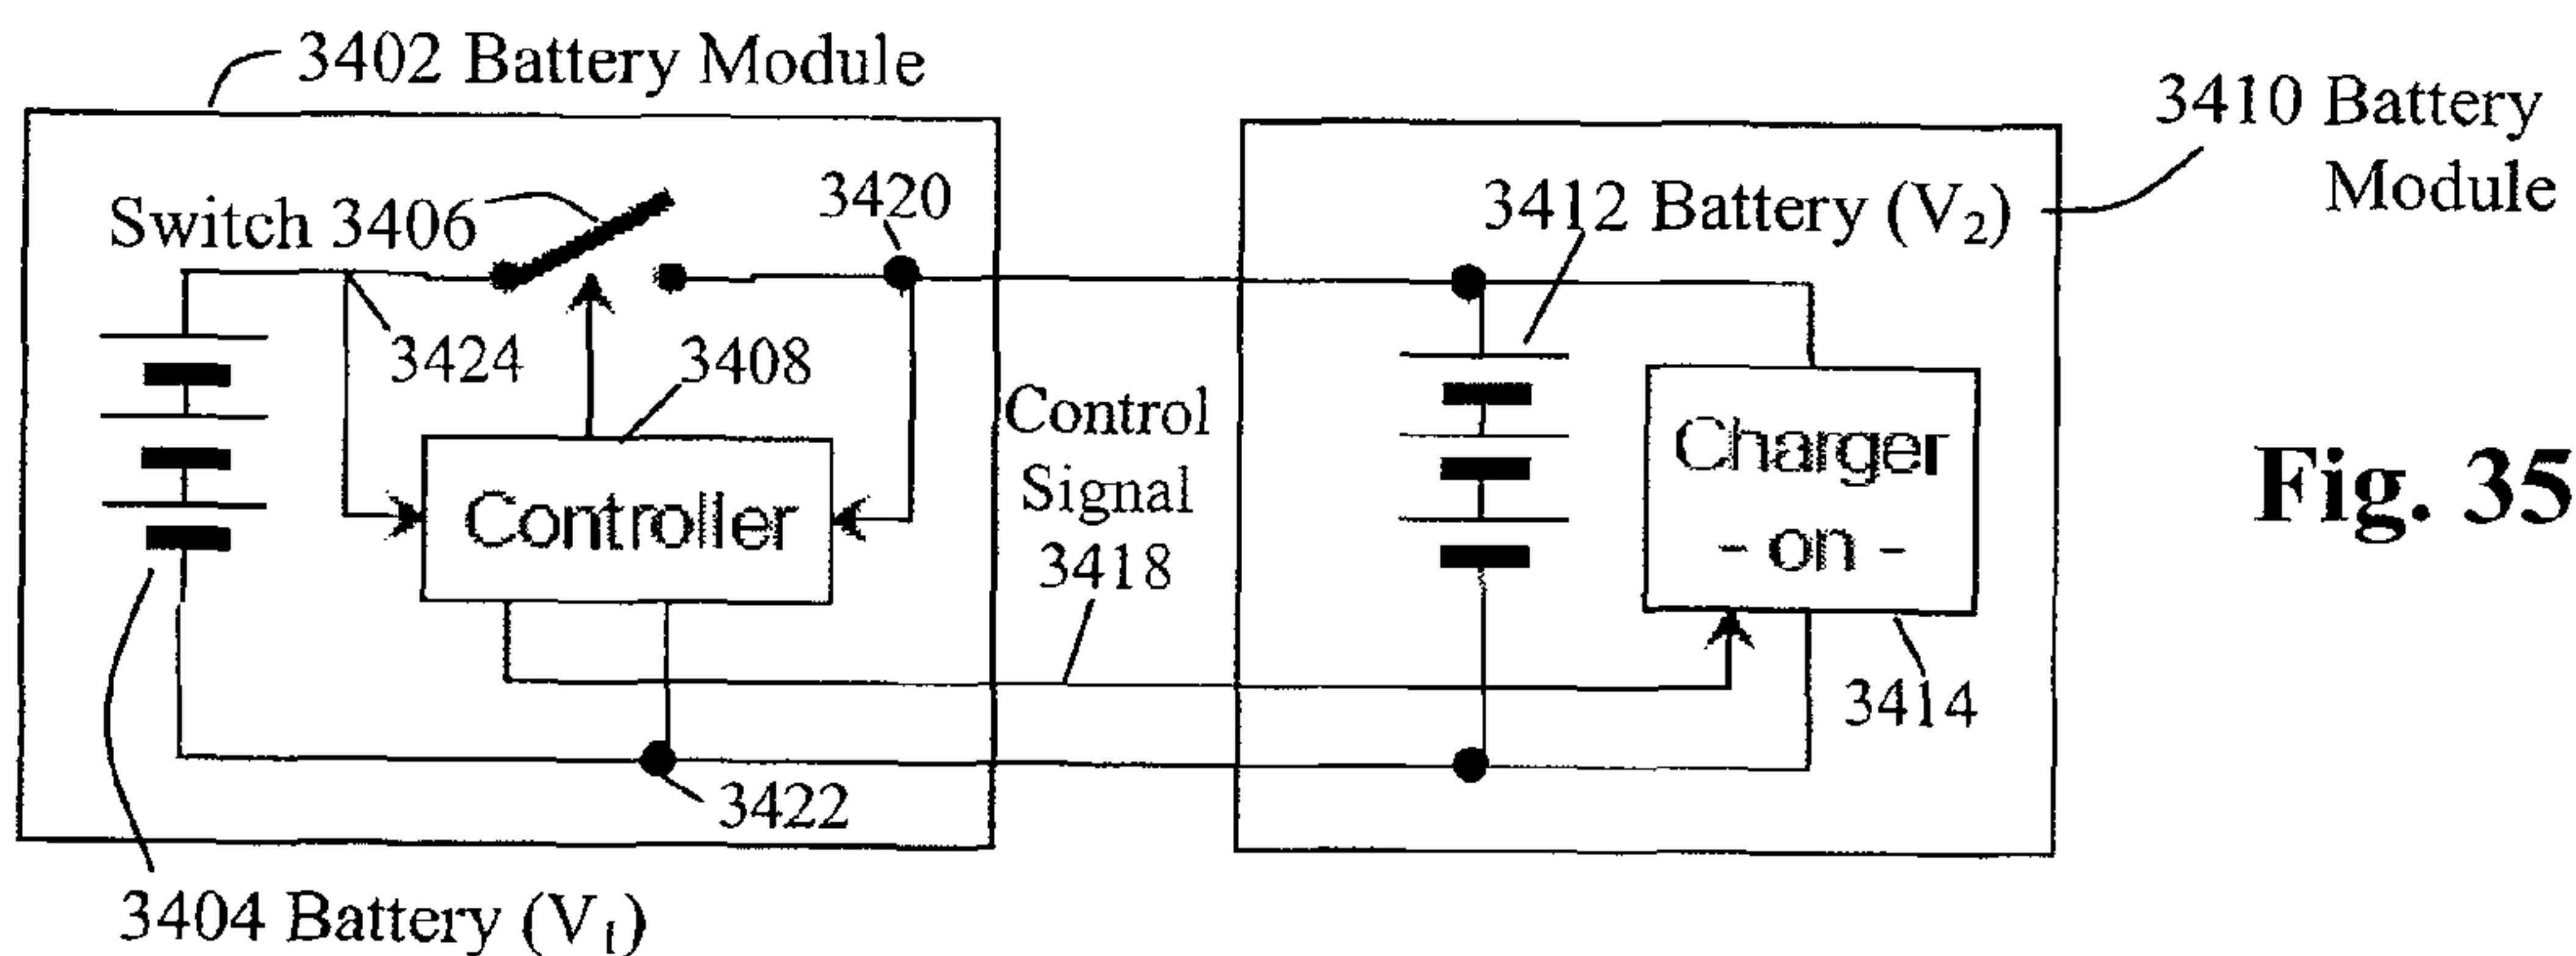 3402 Battery Module
3410 Battery
Module
Switch 3406
3420
3412 Battery (V₂)
3424
3408
Control
Signal
3418
Controller
Charger
- on -
Fig. 35
3414
3422
3404 Battery (V₁)